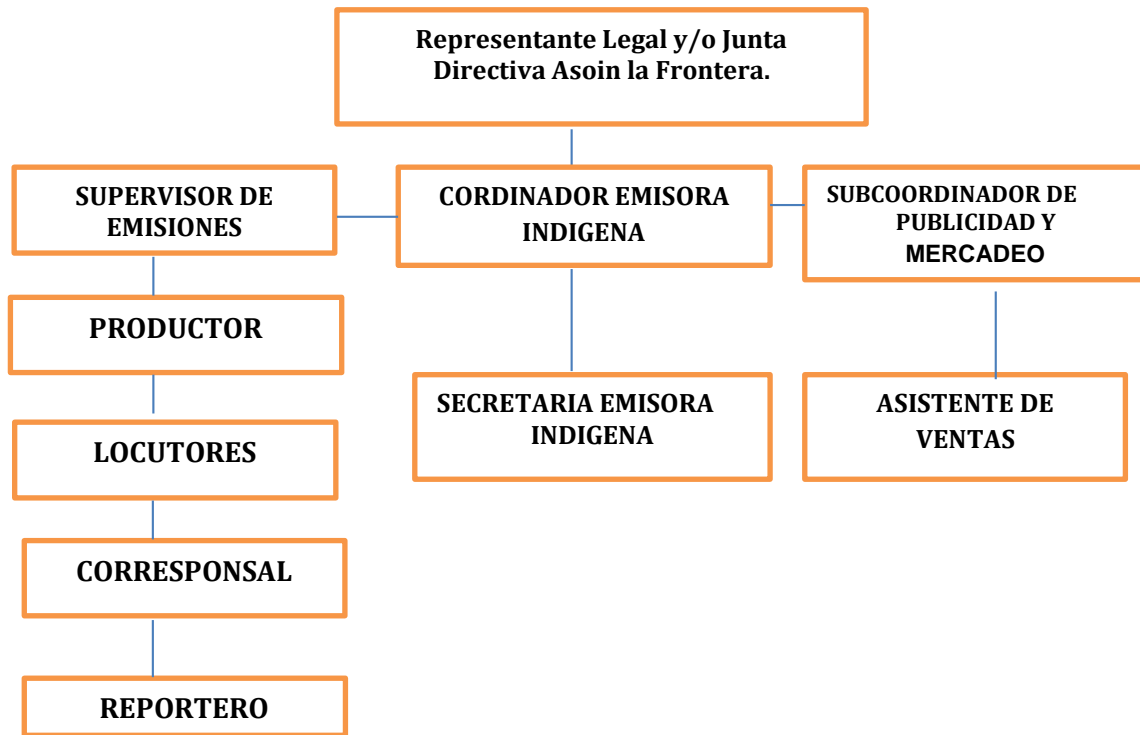 Representante Legal y/o Junta
Directiva Asoin la Frontera.
SUPERVISOR DE
EMISIONES
CORDINADOR EMISORA
INDIGENA
SUBCOORDINADOR DE
PUBLICIDAD Y
MERCADEO
PRODUCTOR
SECRETARIA EMISORA
INDIGENA
ASISTENTE DE
VENTAS
LOCUTORES
CORRESPONSAL
REPORTERO